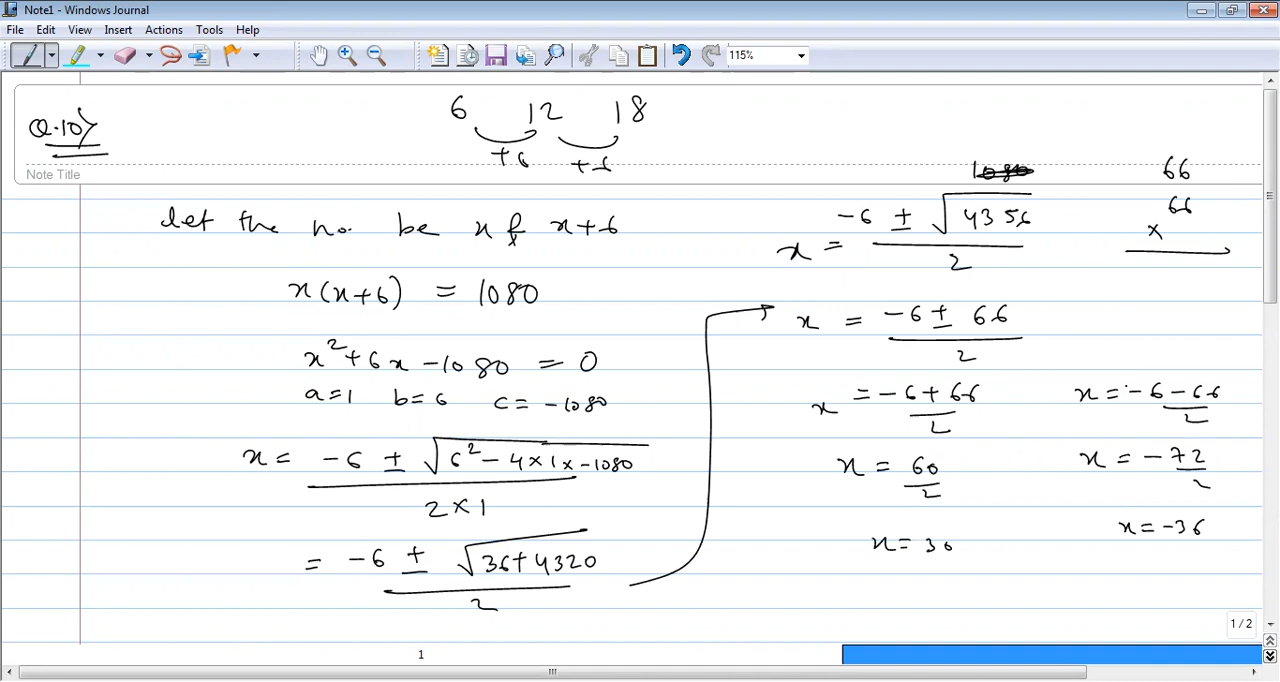 Note1 - Windows Journal
File Edit View Insert Actions Tools Help
115%
Q.10>
6 12 18
+6 +6
Note Title
let the no. be x & x+6
x(x+6) = 1080
x²+6x-1080 = 0
a=1 b=6 c=-1080
x = -6 ± √6²-4×1×-1080
2×1
= -6 ± √36+4320
2
1080
x = -6 ± √4356
2
66
66
×
x = -6 ± 66
2
x = -6+66
2
x = 60
2
x = 30
x = -6-66
2
x = -72
2
x = -36
1 / 2
1